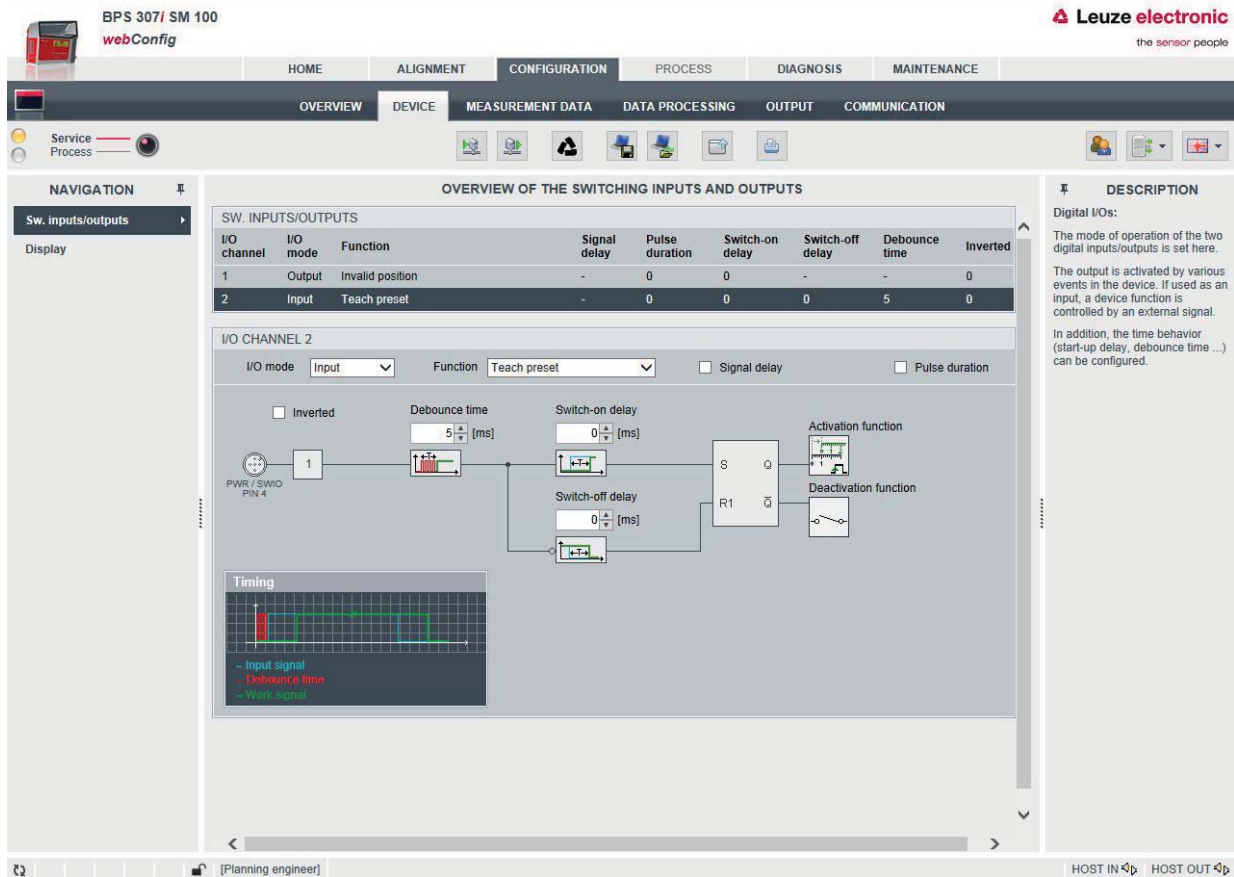 BPS 307i SM 100
webConfig
Leuze electronic
the sensor people
HOME ALIGNMENT CONFIGURATION PROCESS DIAGNOSIS MAINTENANCE
OVERVIEW DEVICE MEASUREMENT DATA DATA PROCESSING OUTPUT COMMUNICATION
Service
Process
NAVIGATION
Sw. inputs/outputs
Display
OVERVIEW OF THE SWITCHING INPUTS AND OUTPUTS
SW. INPUTS/OUTPUTS
I/O channel I/O mode Function Signal delay Pulse duration Switch-on delay Switch-off delay Debounce time Inverted
1 Output Invalid position - 0 0 - - 0
2 Input Teach preset - 0 0 0 5 0
I/O CHANNEL 2
I/O mode Input Function Teach preset Signal delay Pulse duration
Inverted
Debounce time
5 [ms]
Switch-on delay
0 [ms]
Activation function
0 1
1
PWR / SWIO
PIN 4
T
T
S Q
R1 Q̅
Switch-off delay
0 [ms]
T
Deactivation function
Timing
– Input signal
– Debounce time
– Work signal
DESCRIPTION
Digital I/Os:
The mode of operation of the two
digital inputs/outputs is set here.
The output is activated by various
events in the device. If used as an
input, a device function is
controlled by an external signal.
In addition, the time behavior
(start-up delay, debounce time ...)
can be configured.
[Planning engineer]
HOST IN HOST OUT